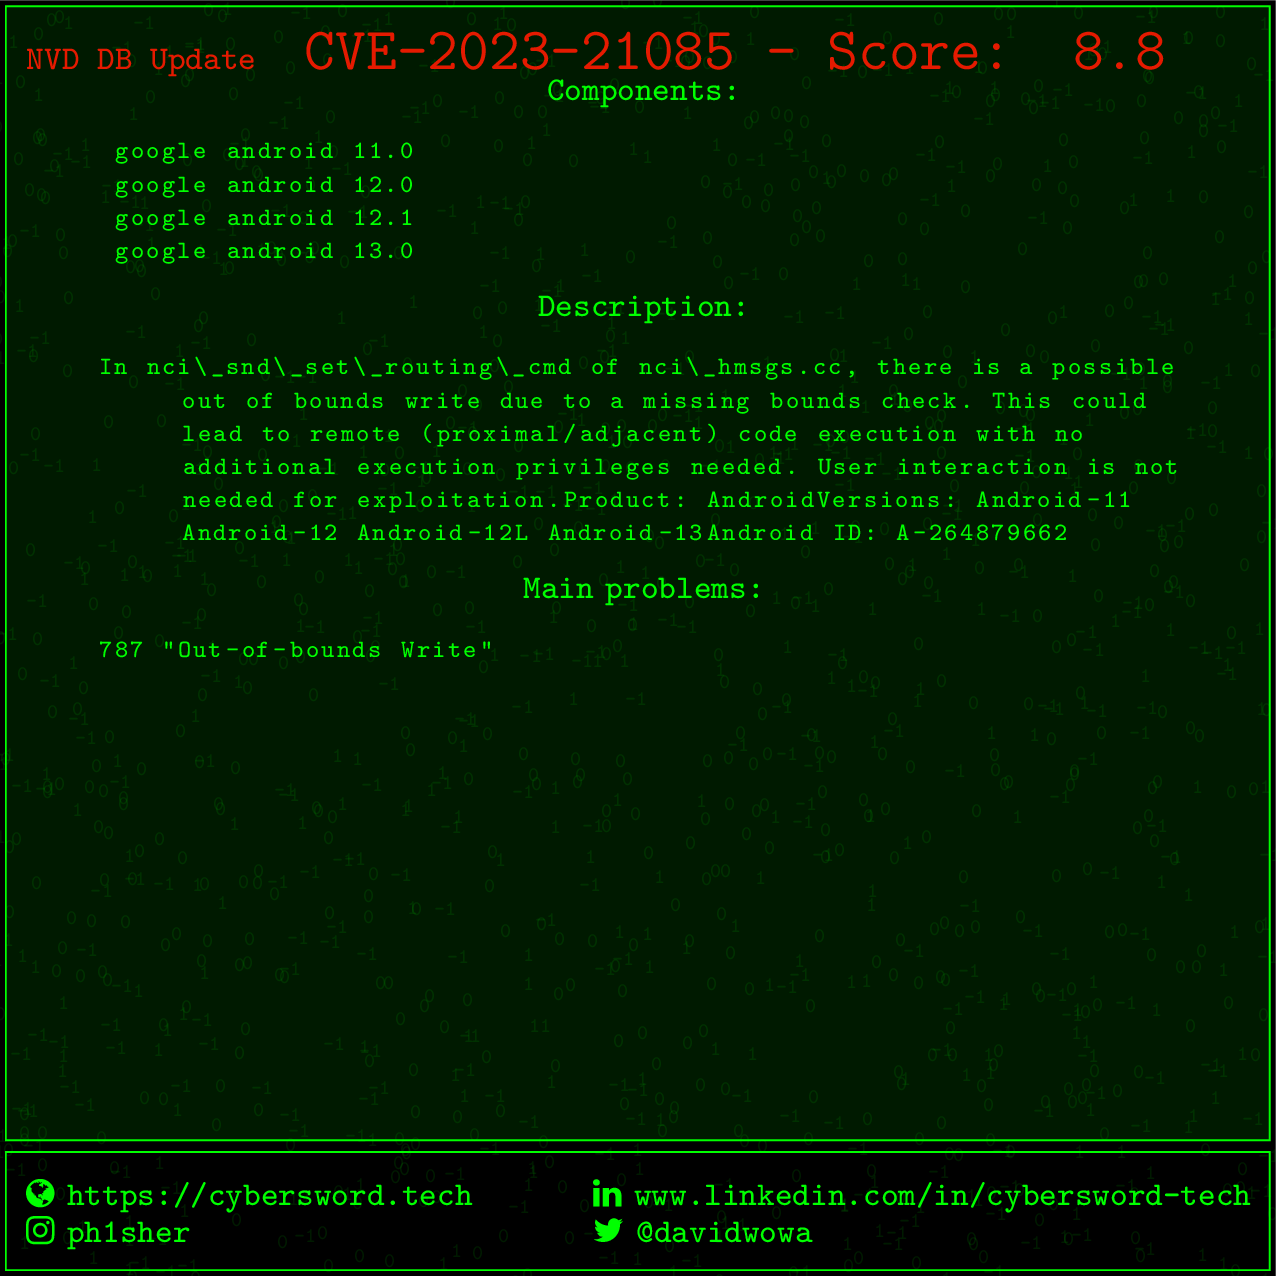 NVD DB Update CVE-2023-21085 - Score: 8.8
Components:
google android 11.0
google android 12.0
google android 12.1
google android 13.0
Description:
In nci\_snd\_set\_routing\_cmd of nci\_hmsgs.cc, there is a possible
out of bounds write due to a missing bounds check. This could
lead to remote (proximal/adjacent) code execution with no
additional execution privileges needed. User interaction is not
needed for exploitation.Product: AndroidVersions: Android-11
Android-12 Android-12L Android-13Android ID: A-264879662
Main problems:
787 "Out-of-bounds Write"
https://cybersword.tech
www.linkedin.com/in/cybersword-tech
ph1sher
@davidwowa